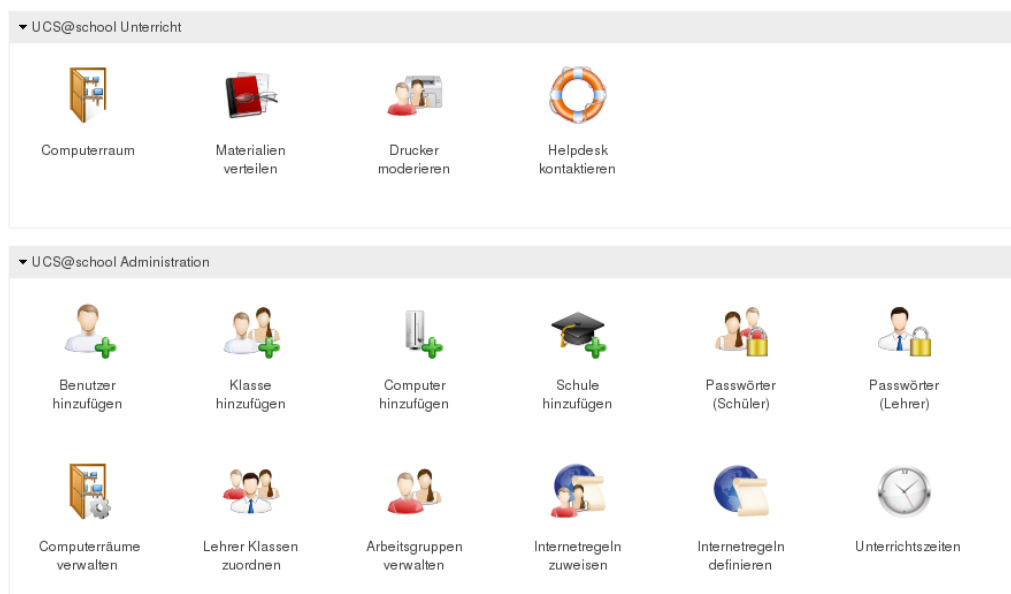 UCS@school Unterricht
Computerraum
Materialien
verteilen
Drucker
moderieren
Helpdesk
kontaktieren
UCS@school Administration
Benutzer
hinzufügen
Klasse
hinzufügen
Computer
hinzufügen
Schule
hinzufügen
Passwörter
(Schüler)
Passwörter
(Lehrer)
Computerräume
verwalten
Lehrer Klassen
zuordnen
Arbeitsgruppen
verwalten
Internetregeln
zuweisen
Internetregeln
definieren
Unterrichtszeiten